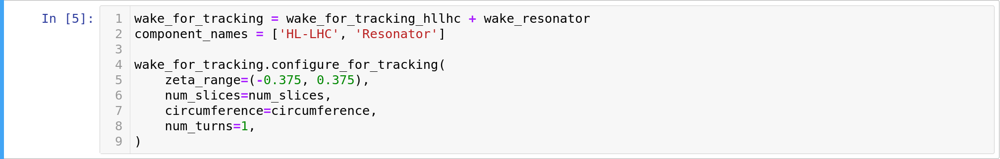 In [5]:
1 wake_for_tracking = wake_for_tracking_hllhc + wake_resonator
2 component_names = ['HL-LHC', 'Resonator']
3
4 wake_for_tracking.configure_for_tracking(
5     zeta_range=(-0.375, 0.375),
6     num_slices=num_slices,
7     circumference=circumference,
8     num_turns=1,
9 )